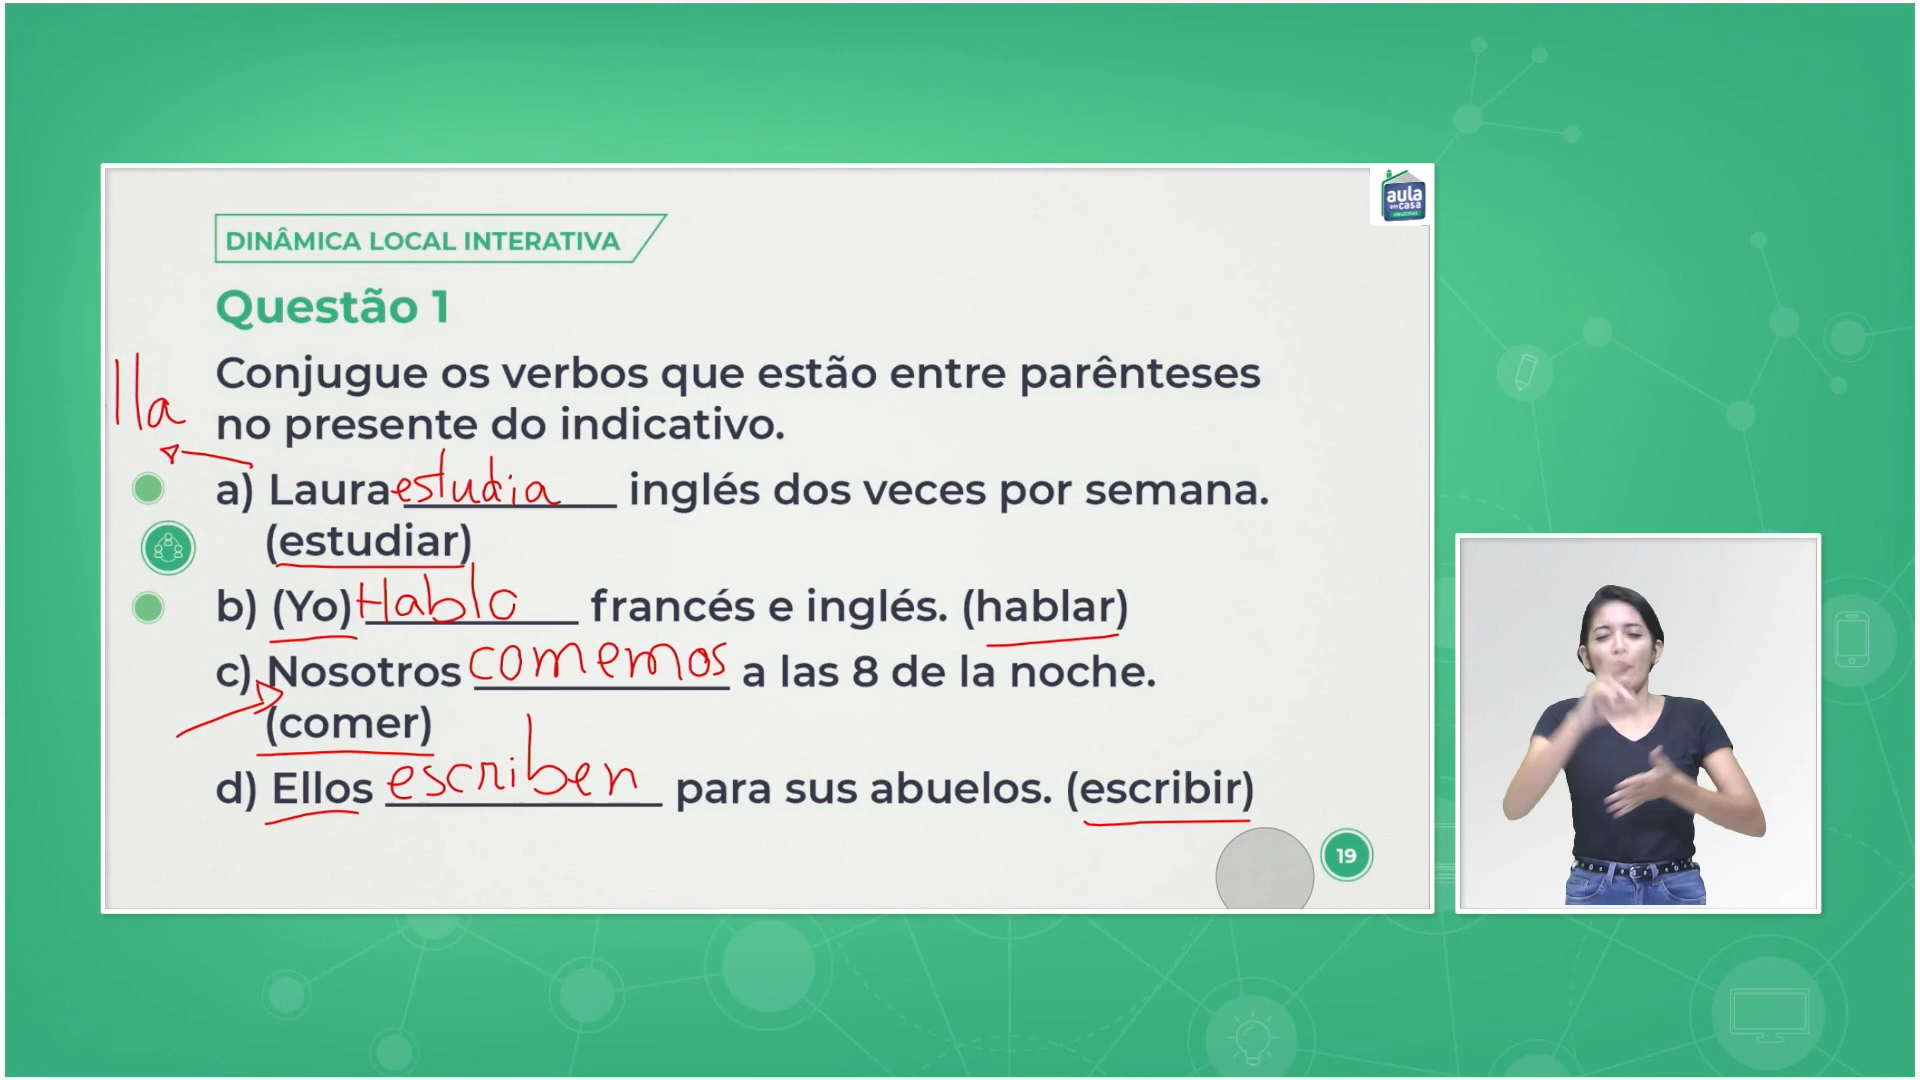 aula
em casa
DINÂMICA LOCAL INTERATIVA
Questão 1
Conjugue os verbos que estão entre parênteses
no presente do indicativo.
lla
a) Laura estudia inglés dos veces por semana.
(estudiar)
b) (Yo) Hablo francés e inglés. (hablar)
c) Nosotros comemos a las 8 de la noche.
(comer)
d) Ellos escriben para sus abuelos. (escribir)
19